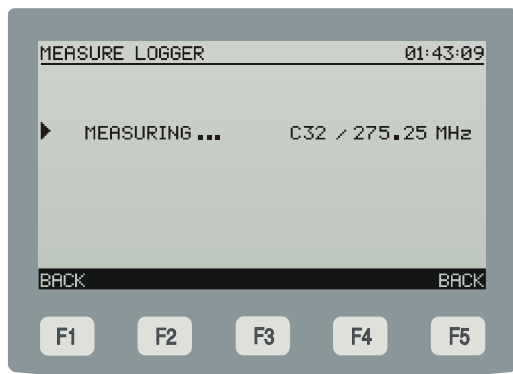 MEASURE LOGGER 01:43:09
MEASURING... C32 / 275.25 MHz
BACK BACK
F1 F2 F3 F4 F5